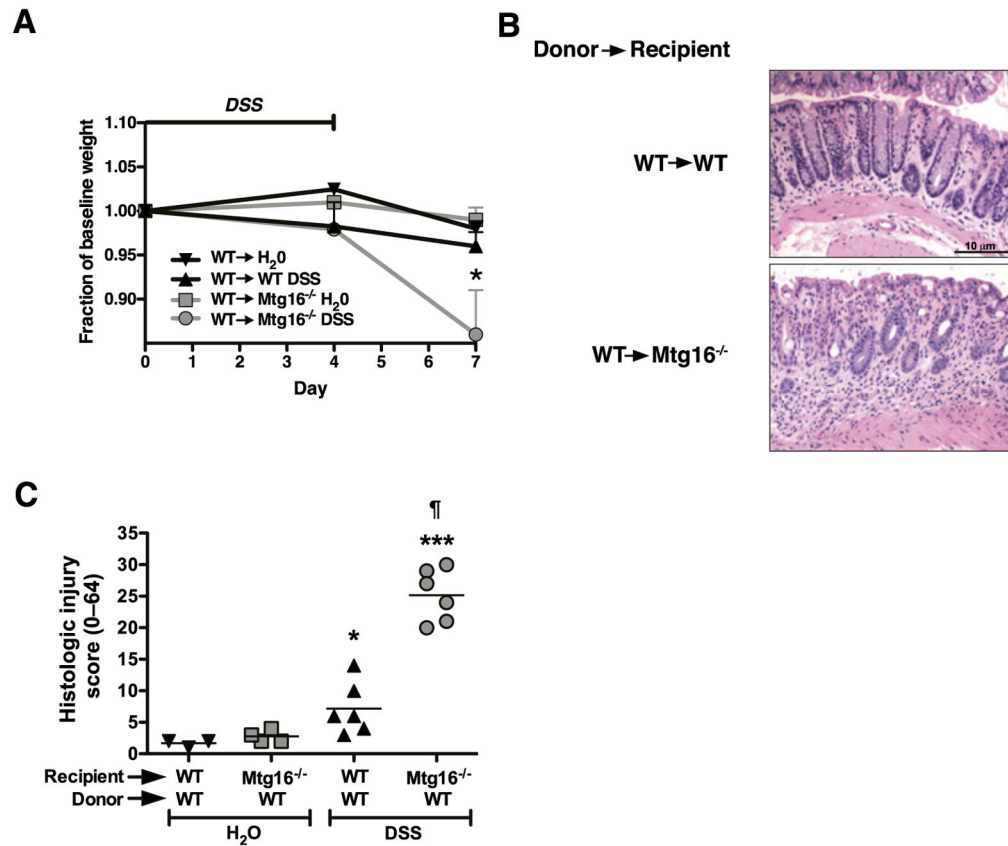 A
DSS
Fraction of baseline weight
1.10
1.05
1.00
0.95
0.90
WT→ H₂0
WT→ WT DSS
WT→ Mtg16⁻/⁻ H₂0
WT→ Mtg16⁻/⁻ DSS
*
0 1 2 3 4 5 6 7
Day
B
Donor→ Recipient
WT→WT
10 µm
WT→Mtg16⁻/⁻
C
Histologic injury
score (0–64)
35
30
25
20
15
10
5
0
*
¶
***
Recipient WT Mtg16⁻/⁻ WT Mtg16⁻/⁻
Donor WT WT WT WT
H₂O DSS